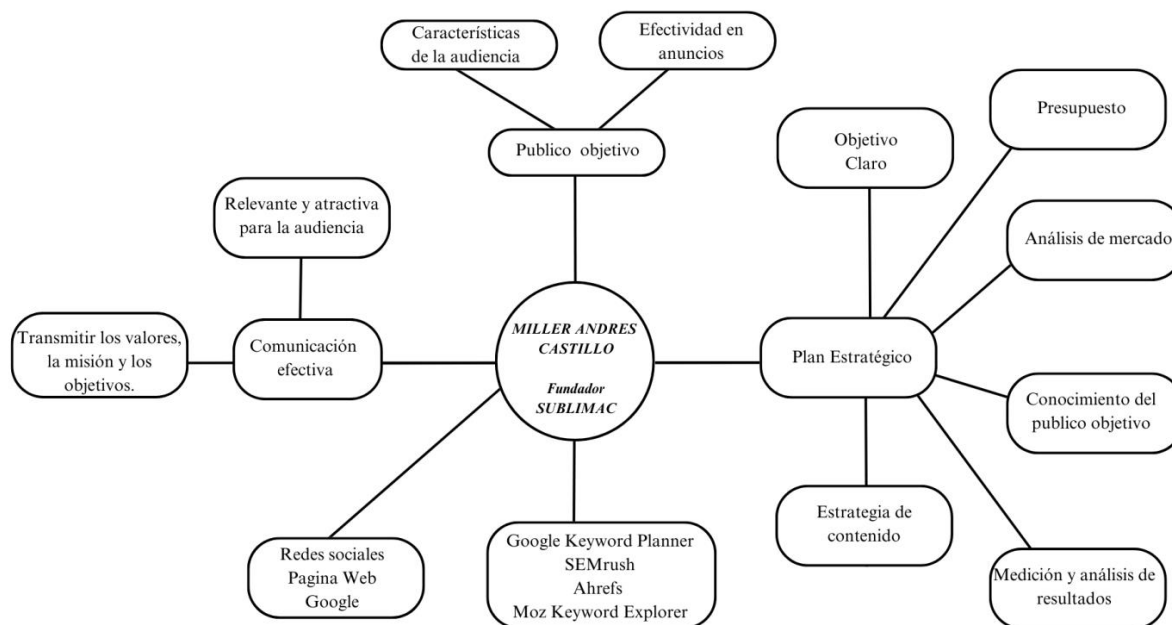 Características
de la audiencia
Efectividad en
anuncios
Publico objetivo
Presupuesto
Objetivo
Claro
Relevante y atractiva
para la audiencia
Análisis de mercado
Transmitir los valores,
la misión y los
objetivos.
Comunicación
efectiva
MILLER ANDRES
CASTILLO
Fundador
SUBLIMAC
Plan Estratégico
Conocimiento del
publico objetivo
Estrategia de
contenido
Redes sociales
Pagina Web
Google
Google Keyword Planner
SEMrush
Ahrefs
Moz Keyword Explorer
Medición y análisis de
resultados